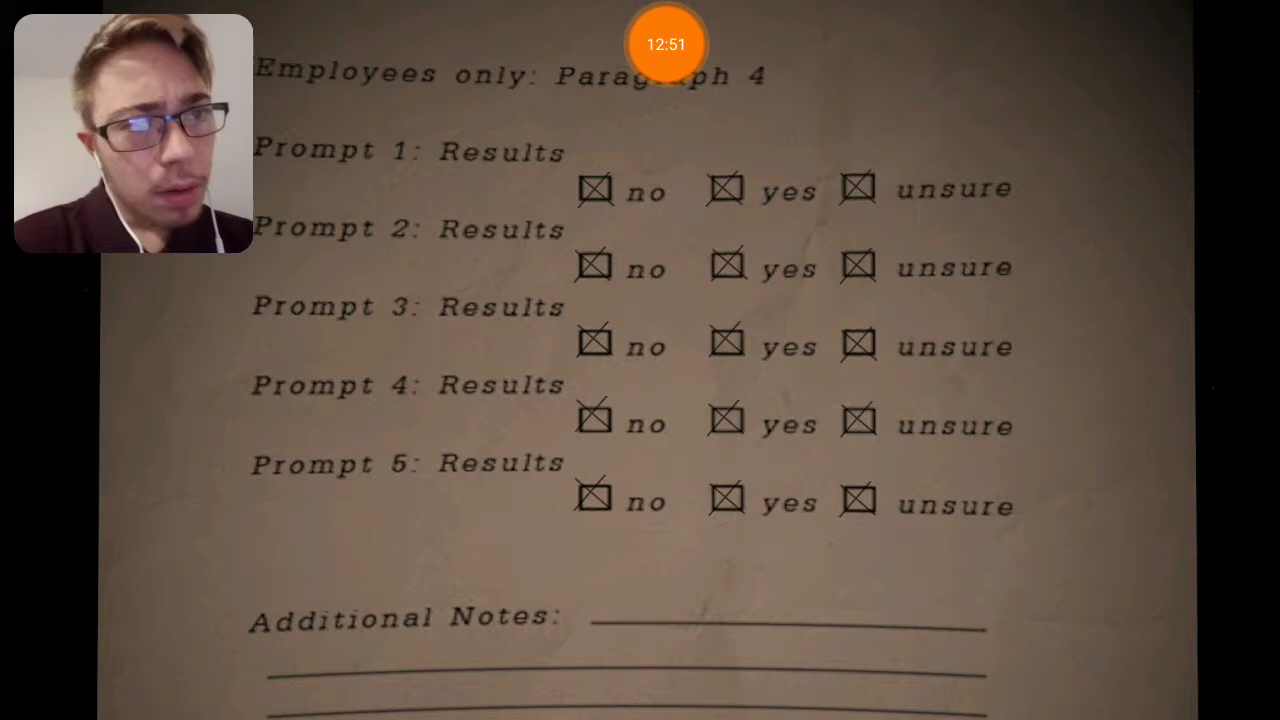 12:51
Employees only: Paragraph 4
Prompt 1: Results
no yes unsure
Prompt 2: Results
no yes unsure
Prompt 3: Results
no yes unsure
Prompt 4: Results
no yes unsure
Prompt 5: Results
no yes unsure
Additional Notes: